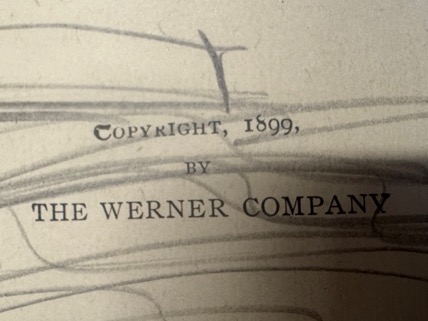 COPYRIGHT, 1899,
BY
THE WERNER COMPANY